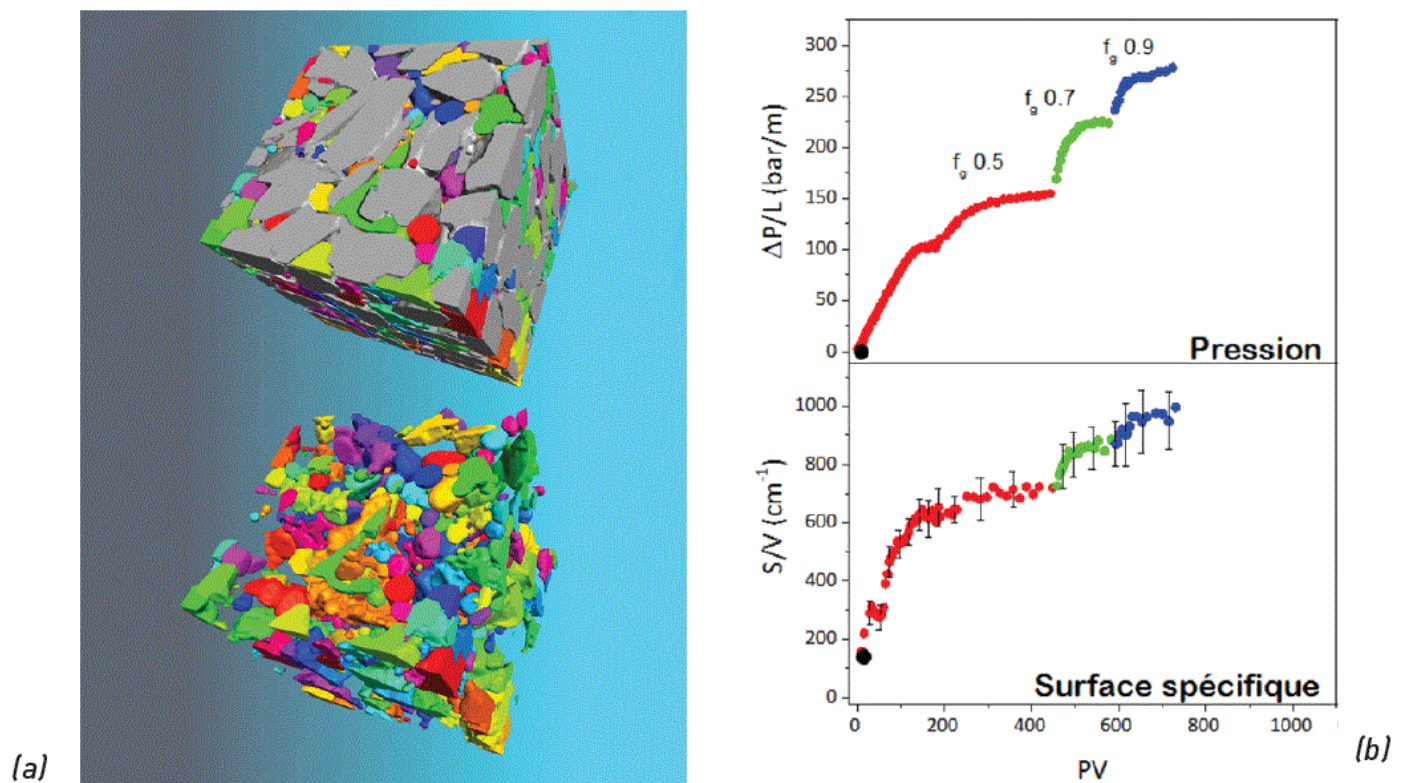 (a)
ΔP/L (bar/m)
300
250
200
150
100
50
0
f_g 0.5
f_g 0.7
f_g 0.9
Pression
S/V (cm⁻¹)
1000
800
600
400
200
0
Surface spécifique
0 200 400 600 800 1000
PV
(b)